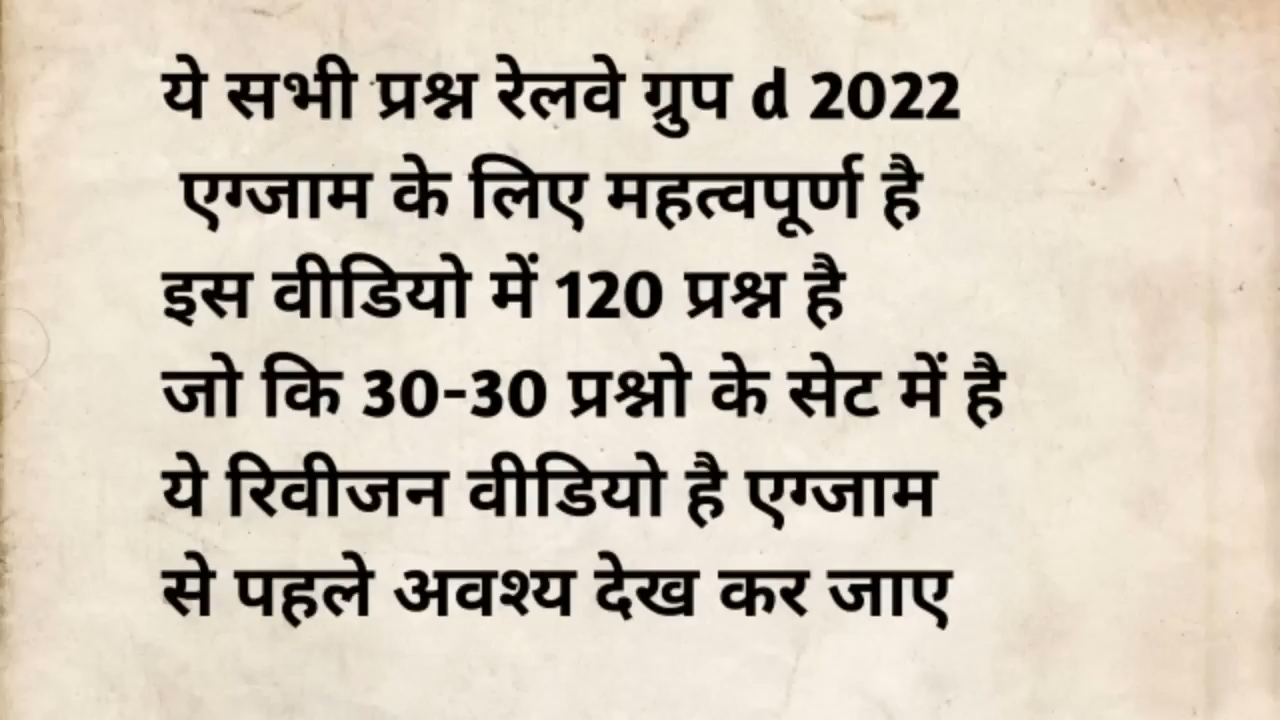 ये सभी प्रश्न रेलवे ग्रुप d 2022
एग्जाम के लिए महत्वपूर्ण है
इस वीडियो में 120 प्रश्न है
जो कि 30-30 प्रश्नो के सेट में है
ये रिवीजन वीडियो है एग्जाम
से पहले अवश्य देख कर जाए